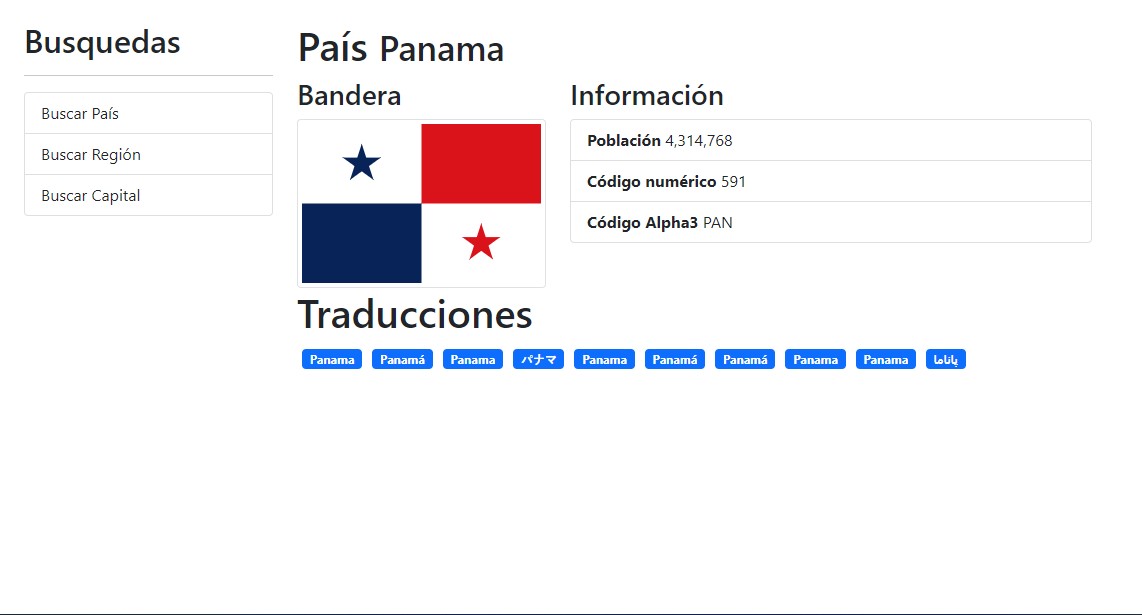 Busquedas
Buscar País
Buscar Región
Buscar Capital
País Panama
Bandera
Información
Población 4,314,768
Código numérico 591
Código Alpha3 PAN
Traducciones
Panama Panamá Panama パナマ Panama Panamá Panamá Panama Panama پاناما